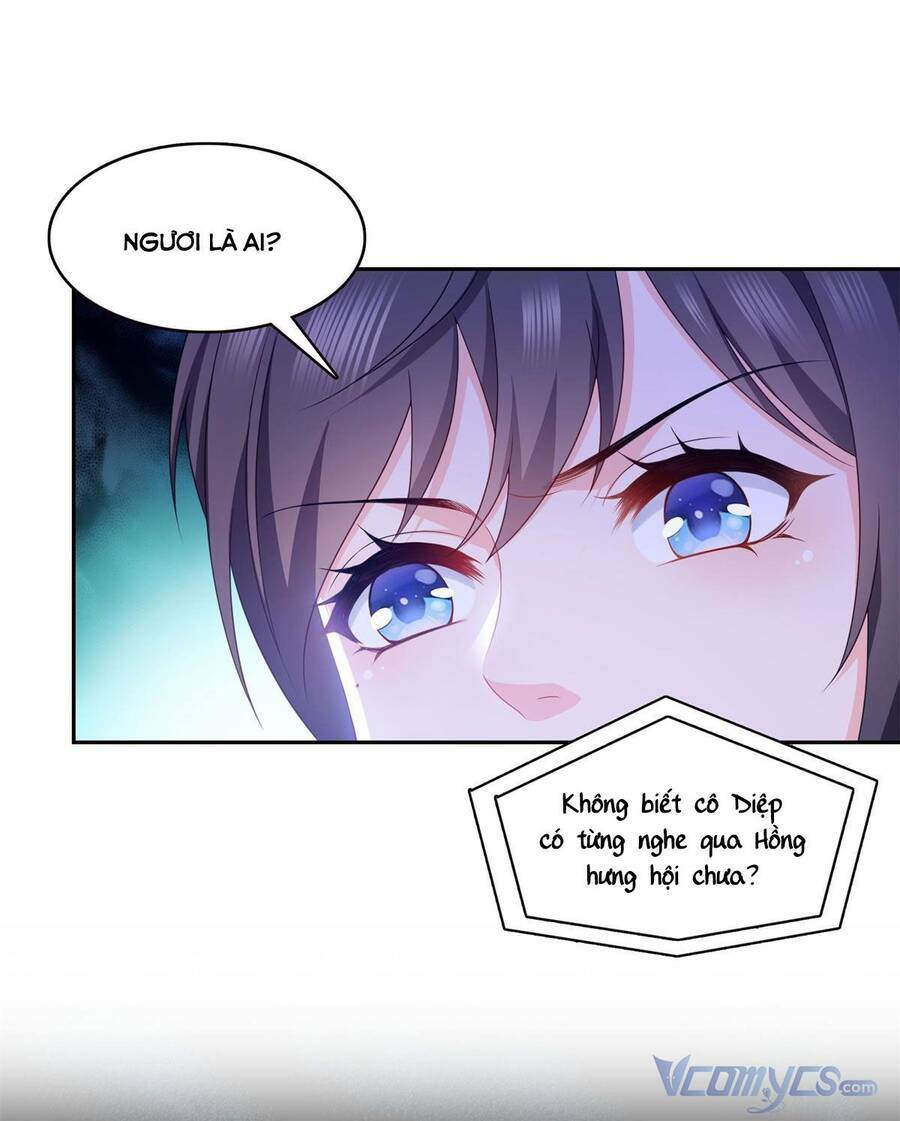 NGƯƠI LÀ AI?
Không biết cô Diệp
có từng nghe qua Hồng
hưng hội chưa?
VCOMYCS.com